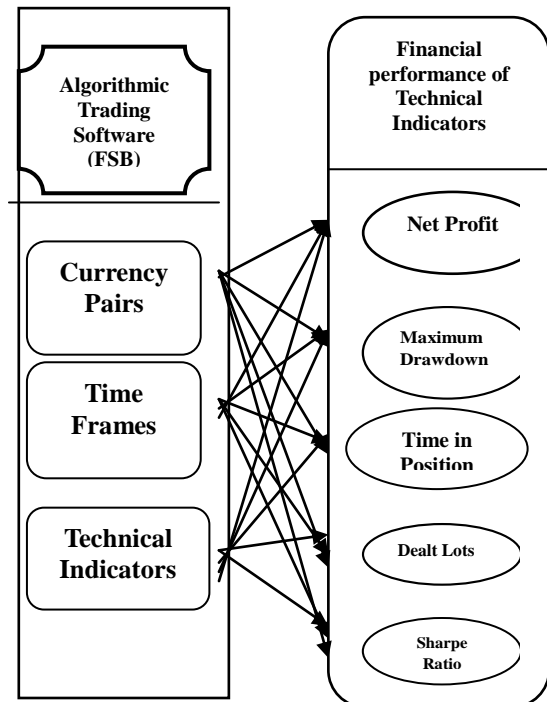 Algorithmic
Trading
Software
(FSB)
Currency
Pairs
Time
Frames
Technical
Indicators
Financial
performance of
Technical
Indicators
Net Profit
Maximum
Drawdown
Time in
Position
Dealt Lots
Sharpe
Ratio